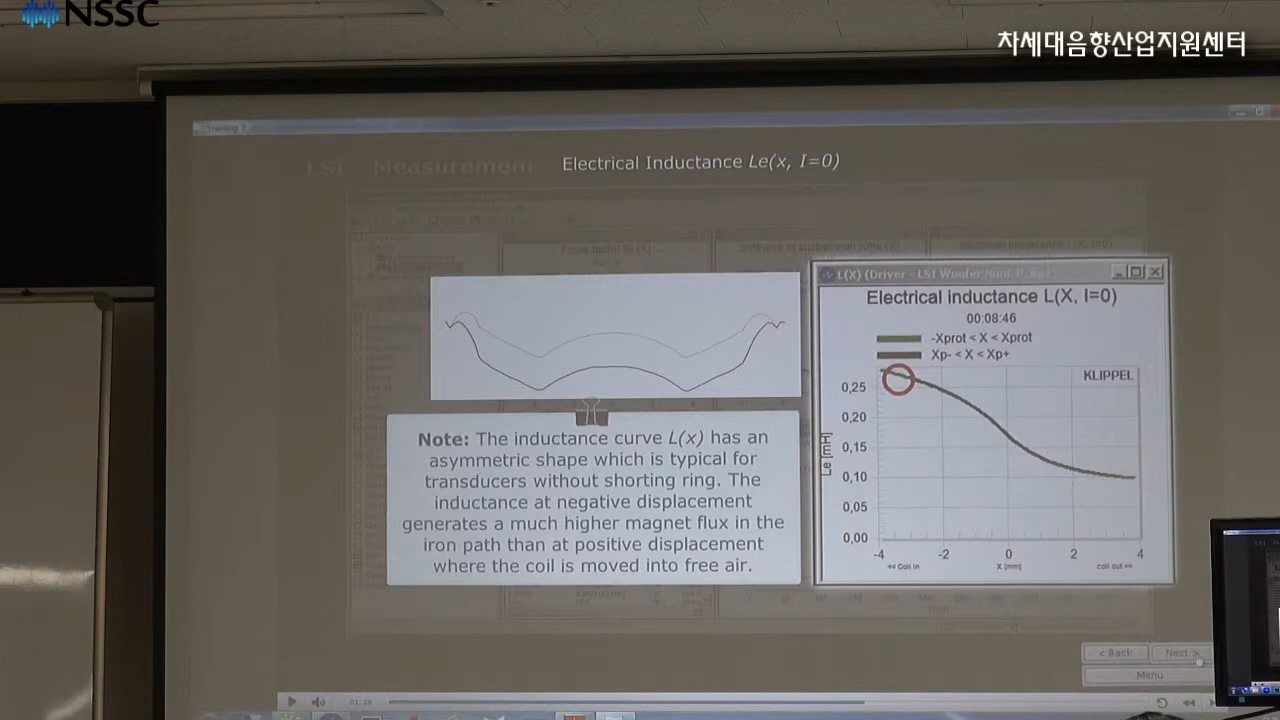 NSSC
차세대음향산업지원센터
Training 1
LSI Measurement
Electrical Inductance Le(x, I=0)
Note: The inductance curve L(x) has an
asymmetric shape which is typical for
transducers without shorting ring. The
inductance at negative displacement
generates a much higher magnet flux in the
iron path than at positive displacement
where the coil is moved into free air.
Electrical inductance L(X, I=0)
00:08:46
-Xprot < X < Xprot
Xp- < X < Xp+
KLIPPEL
0,25
0,20
0,15
0,10
0,05
0,00
Le [mH]
-4 -2 0 2 4
<< Coil in X [mm] coil out >>
< Back Next >
Menu